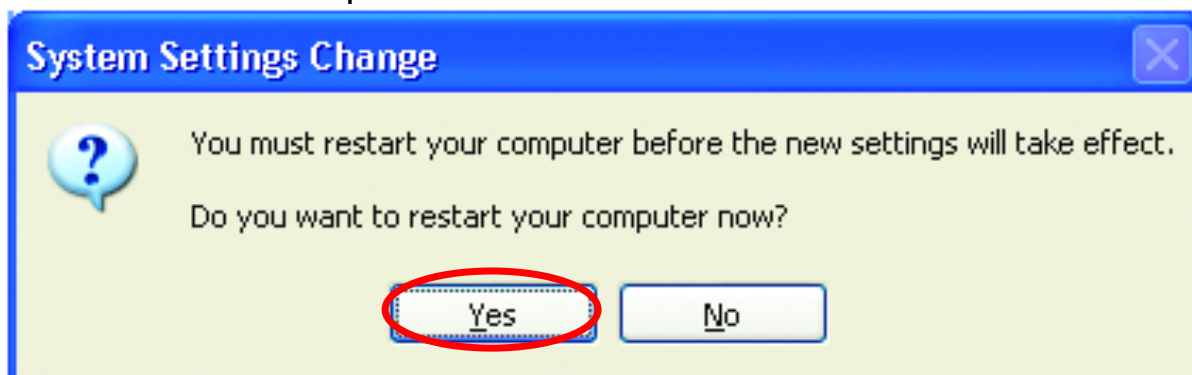 System Settings Change
You must restart your computer before the new settings will take effect.
Do you want to restart your computer now?
Yes No